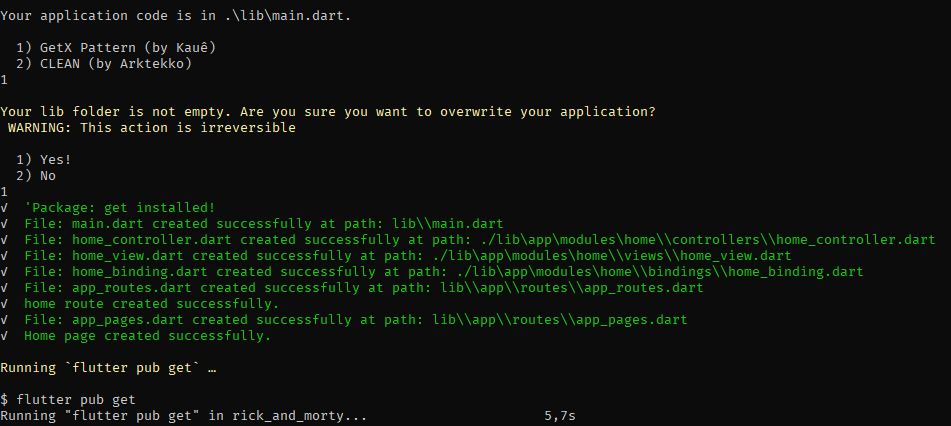 Your application code is in .\lib\main.dart.
1) GetX Pattern (by Kauê)
2) CLEAN (by Arktekko)
1
Your lib folder is not empty. Are you sure you want to overwrite your application?
WARNING: This action is irreversible
1) Yes!
2) No
1
√  'Package: get installed!
√  File: main.dart created successfully at path: lib\\main.dart
√  File: home_controller.dart created successfully at path: ./lib\app\modules\home\\controllers\\home_controller.dart
√  File: home_view.dart created successfully at path: ./lib\app\modules\home\\views\\home_view.dart
√  File: home_binding.dart created successfully at path: ./lib\app\modules\home\\bindings\\home_binding.dart
√  File: app_routes.dart created successfully at path: lib\\app\\routes\\app_routes.dart
√  home route created successfully.
√  File: app_pages.dart created successfully at path: lib\\app\\routes\\app_pages.dart
√  Home page created successfully.
Running `flutter pub get` …
$ flutter pub get
Running "flutter pub get" in rick_and_morty...                      5,7s